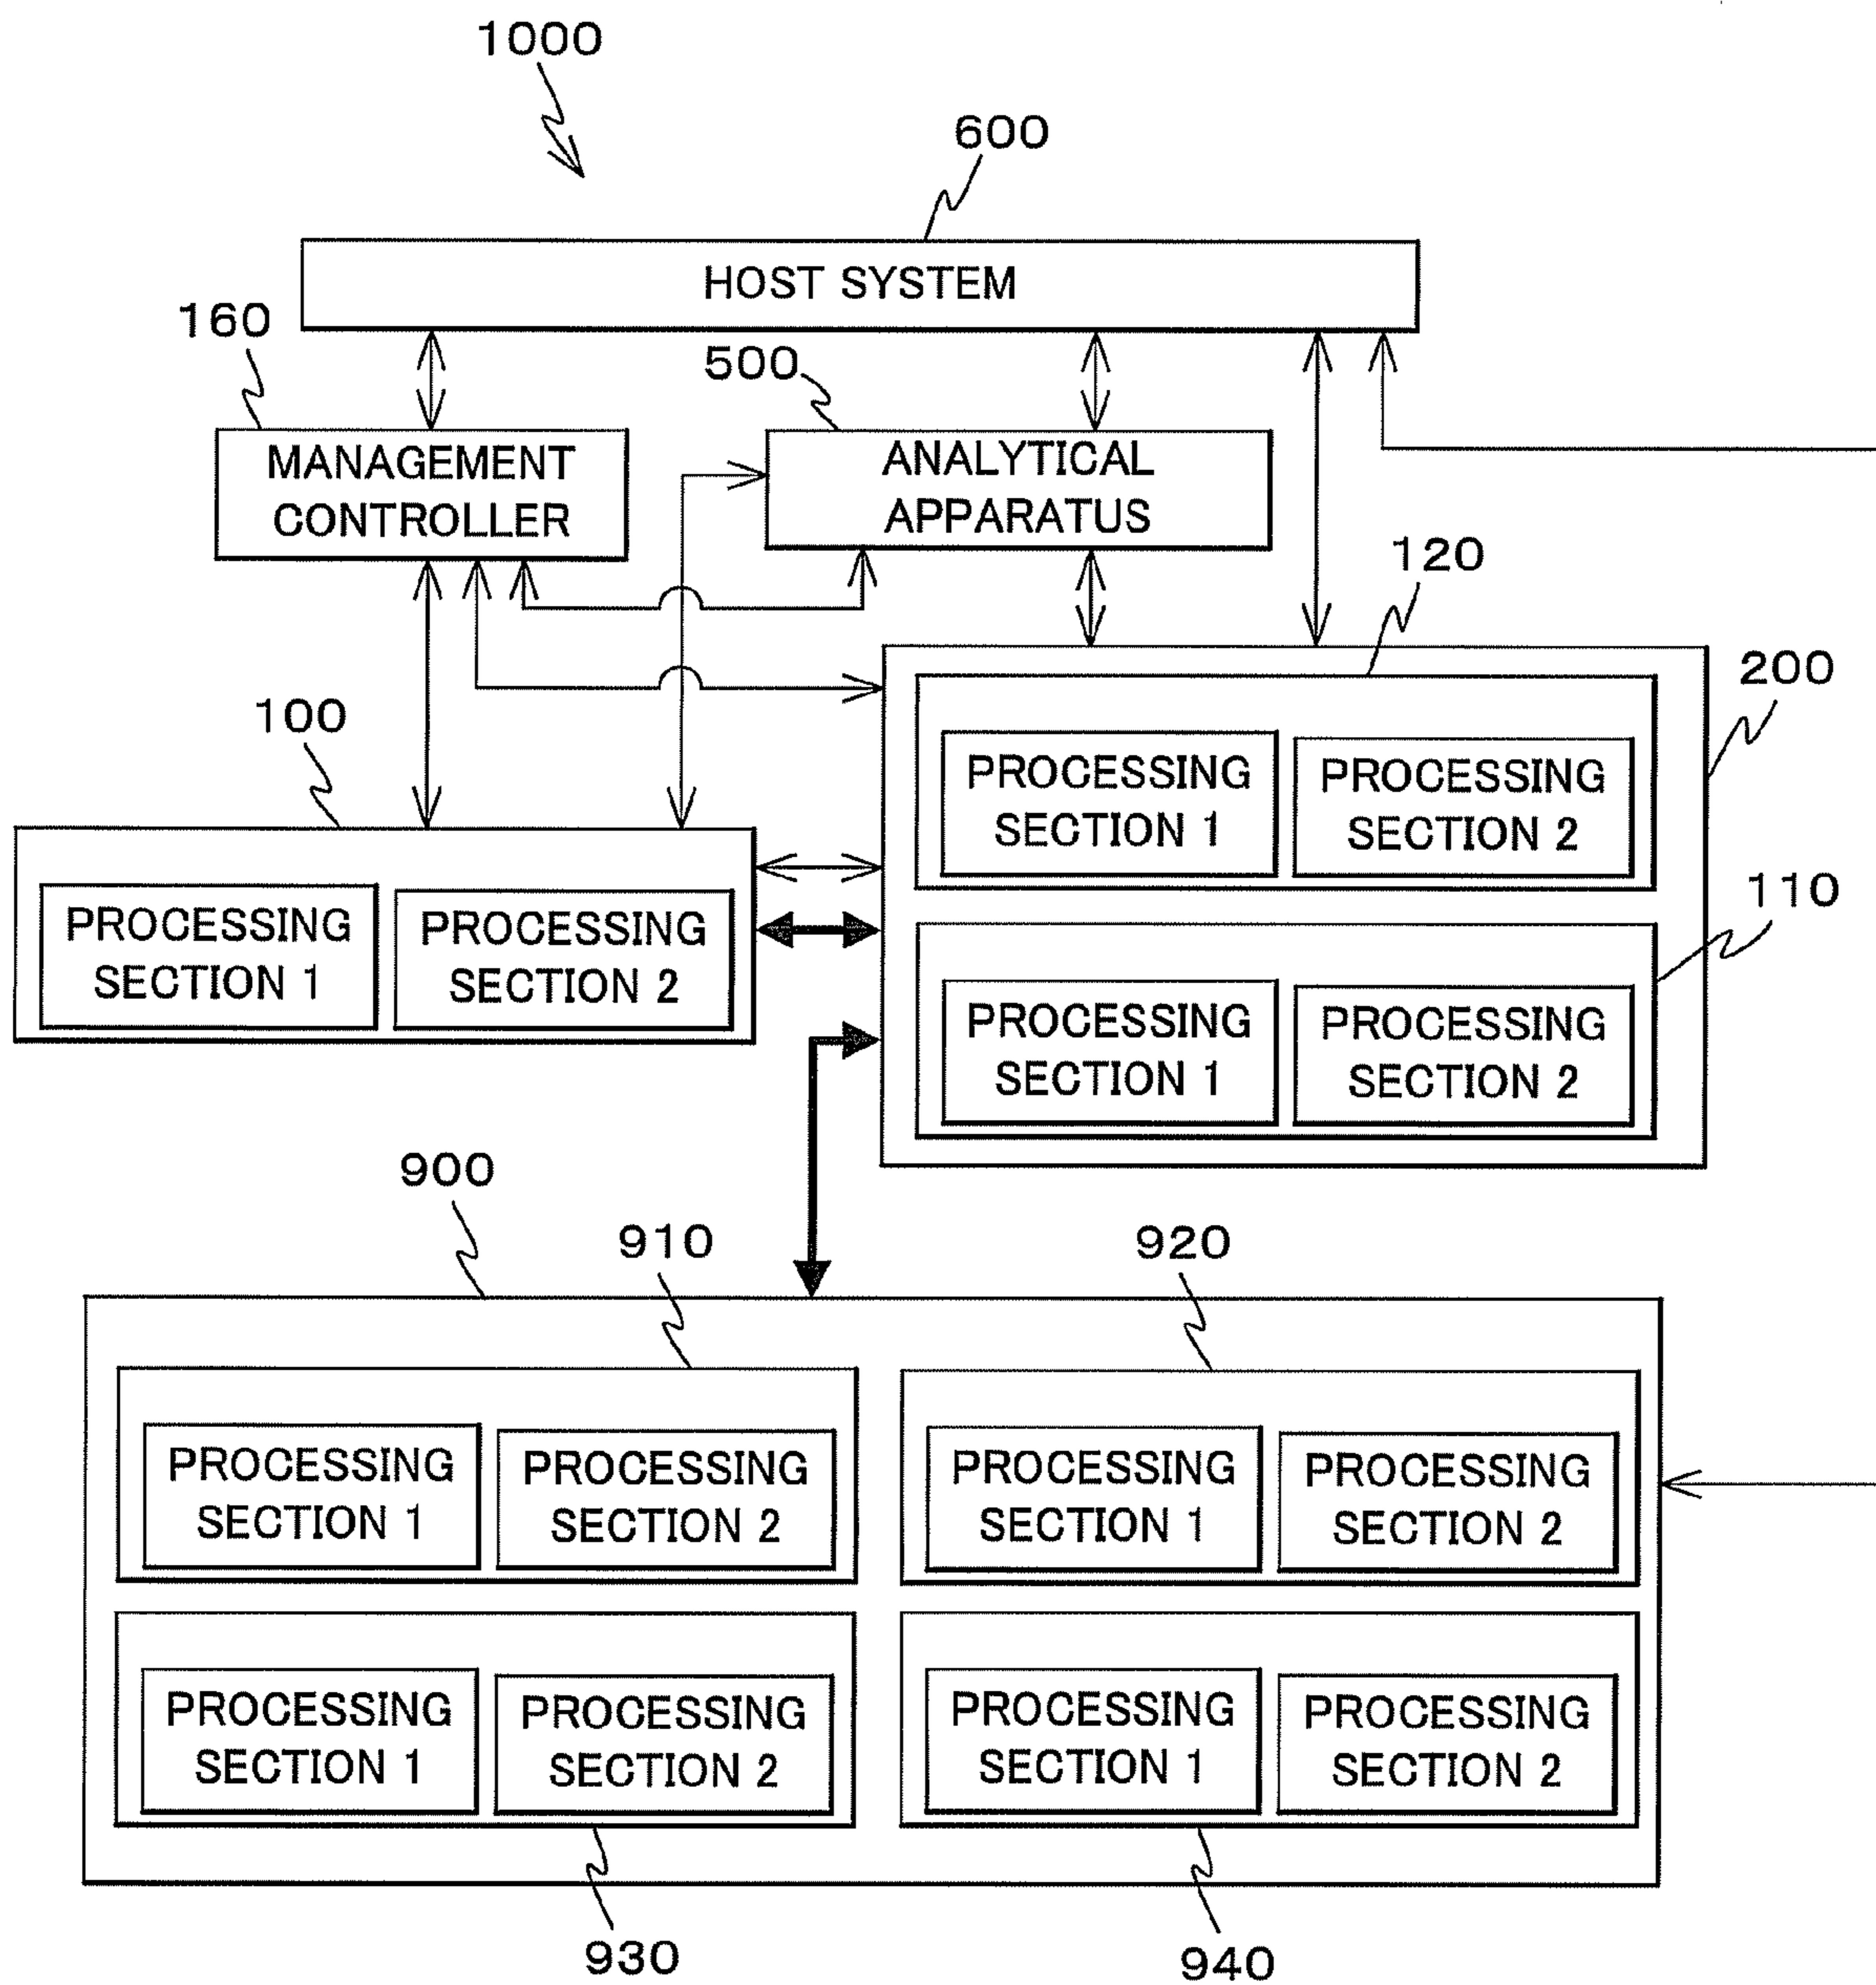 1000
600
HOST SYSTEM
160
500
MANAGEMENT
CONTROLLER
ANALYTICAL
APPARATUS
120
200
100
PROCESSING
SECTION 1
PROCESSING
SECTION 2
110
PROCESSING
SECTION 1
PROCESSING
SECTION 2
PROCESSING
SECTION 1
PROCESSING
SECTION 2
900
910
920
PROCESSING
SECTION 1
PROCESSING
SECTION 2
PROCESSING
SECTION 1
PROCESSING
SECTION 2
PROCESSING
SECTION 1
PROCESSING
SECTION 2
PROCESSING
SECTION 1
PROCESSING
SECTION 2
930
940